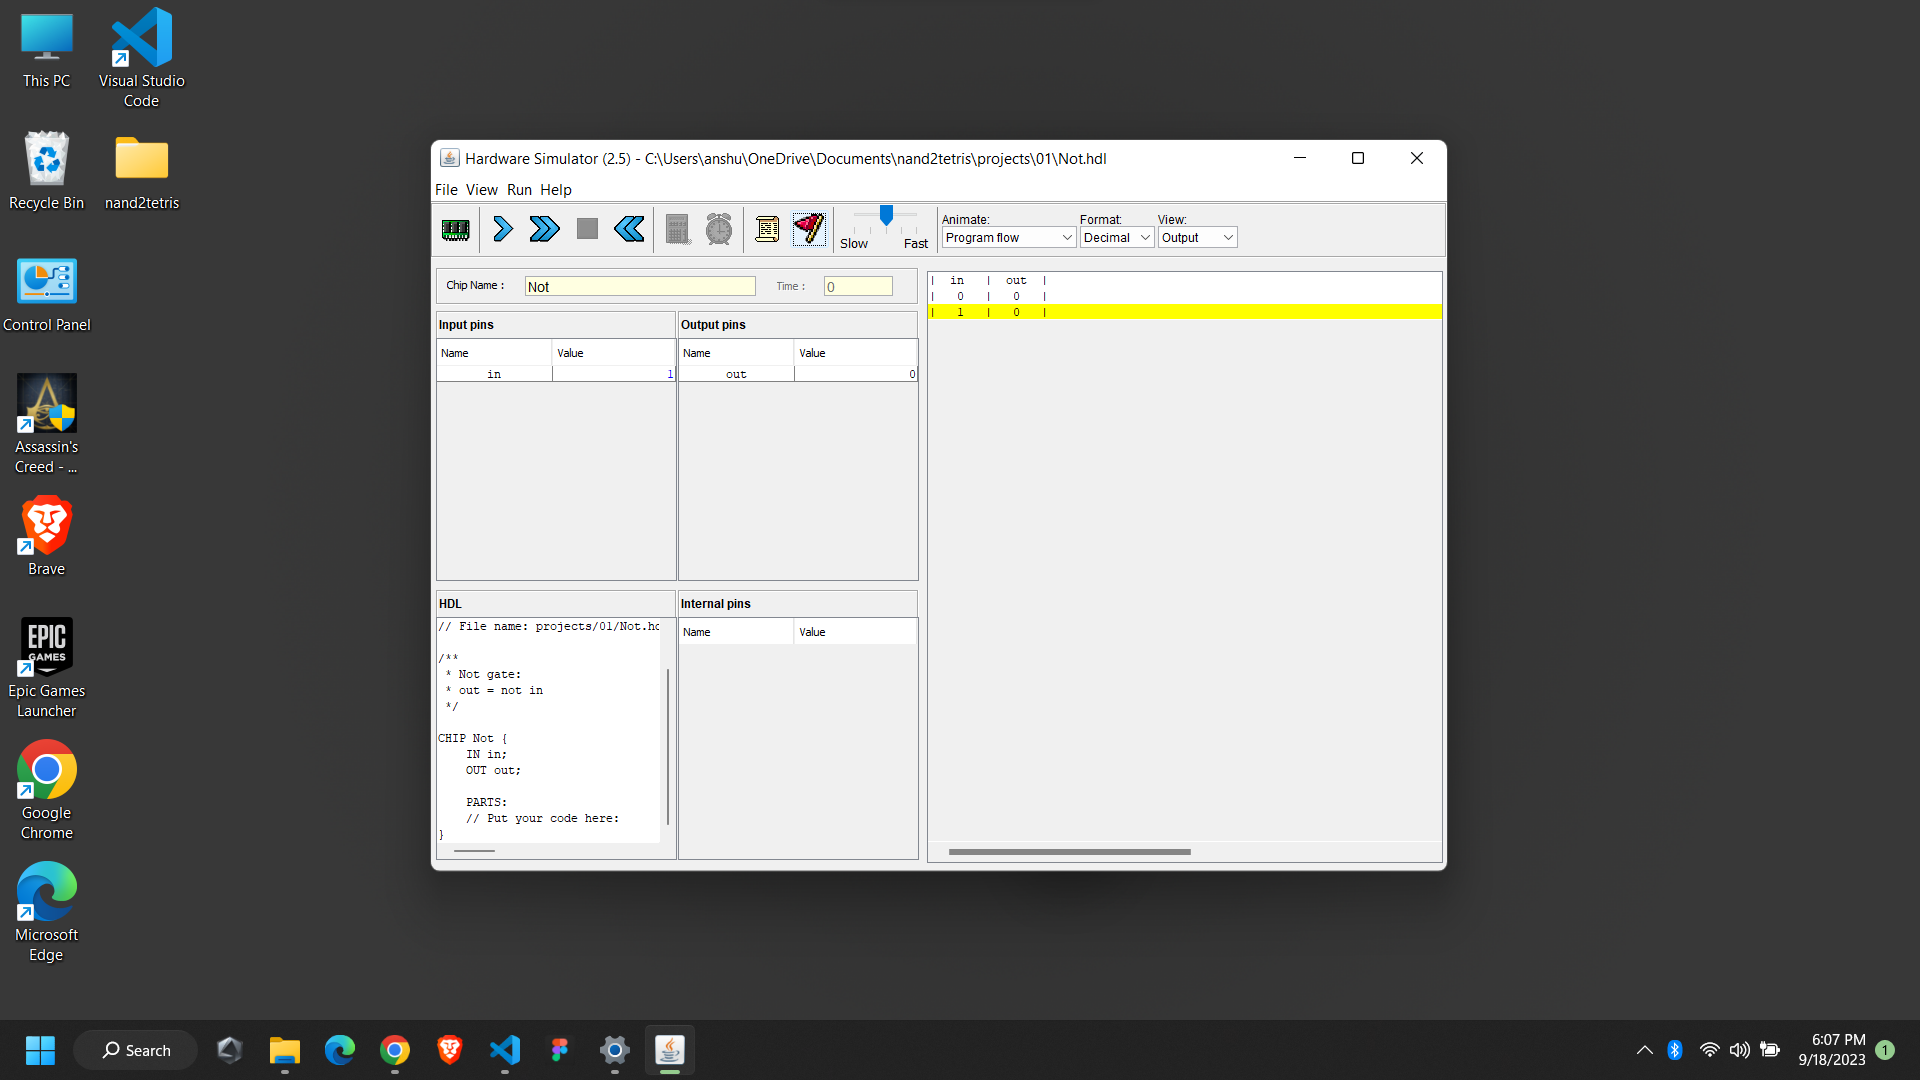 This PC
Visual Studio
Code
Recycle Bin
nand2tetris
Control Panel
Assassin's
Creed - ...
Brave
EPIC
GAMES
Epic Games
Launcher
Google
Chrome
Microsoft
Edge
Hardware Simulator (2.5) - C:\Users\anshu\OneDrive\Documents\nand2tetris\projects\01\Not.hdl
File View Run Help
Slow Fast
Animate: Format: View:
Program flow Decimal Output
Chip Name : Not Time : 0
Input pins
Name Value
in 1
Output pins
Name Value
out 0
HDL
// File name: projects/01/Not.hd
/**
* Not gate:
* out = not in
*/
CHIP Not {
IN in;
OUT out;
PARTS:
// Put your code here:
}
Internal pins
Name Value
| in | out |
| 0 | 0 |
| 1 | 0 |
Search
6:07 PM
9/18/2023
1